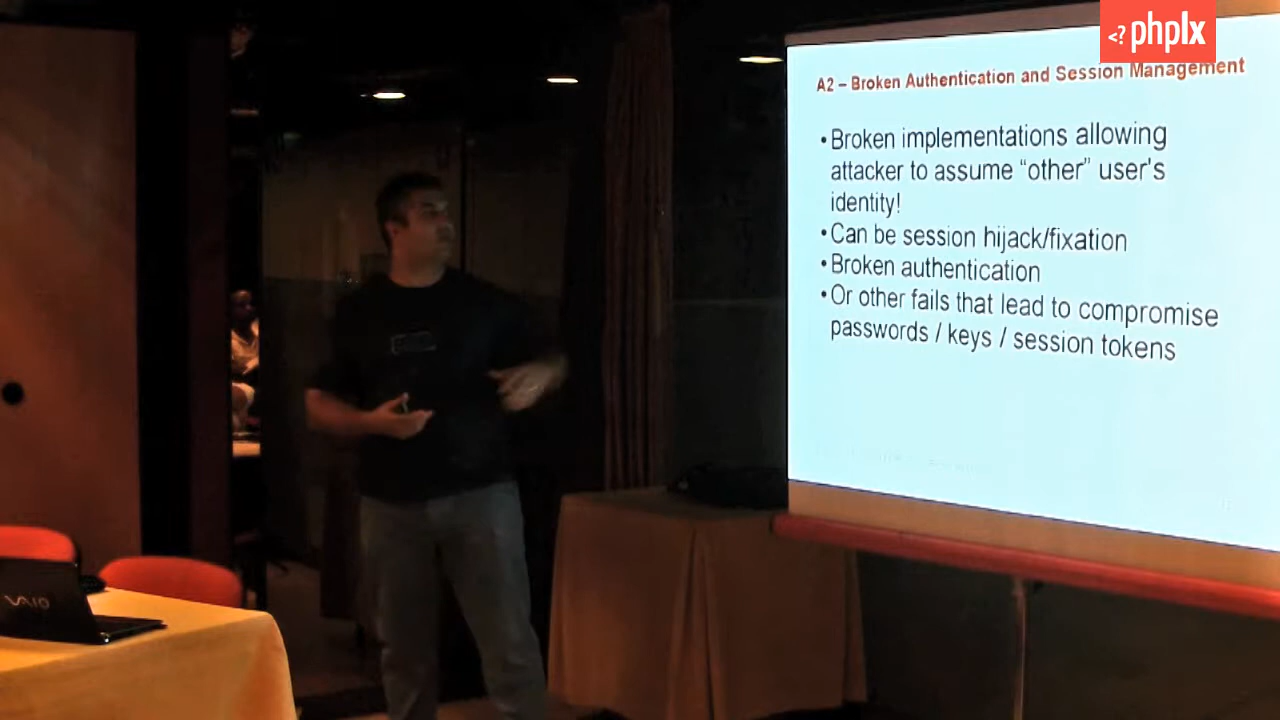 <? phplx
A2 – Broken Authentication and Session Management
• Broken implementations allowing
attacker to assume “other” user's
identity!
• Can be session hijack/fixation
• Broken authentication
• Or other fails that lead to compromise
passwords / keys / session tokens
VAIO